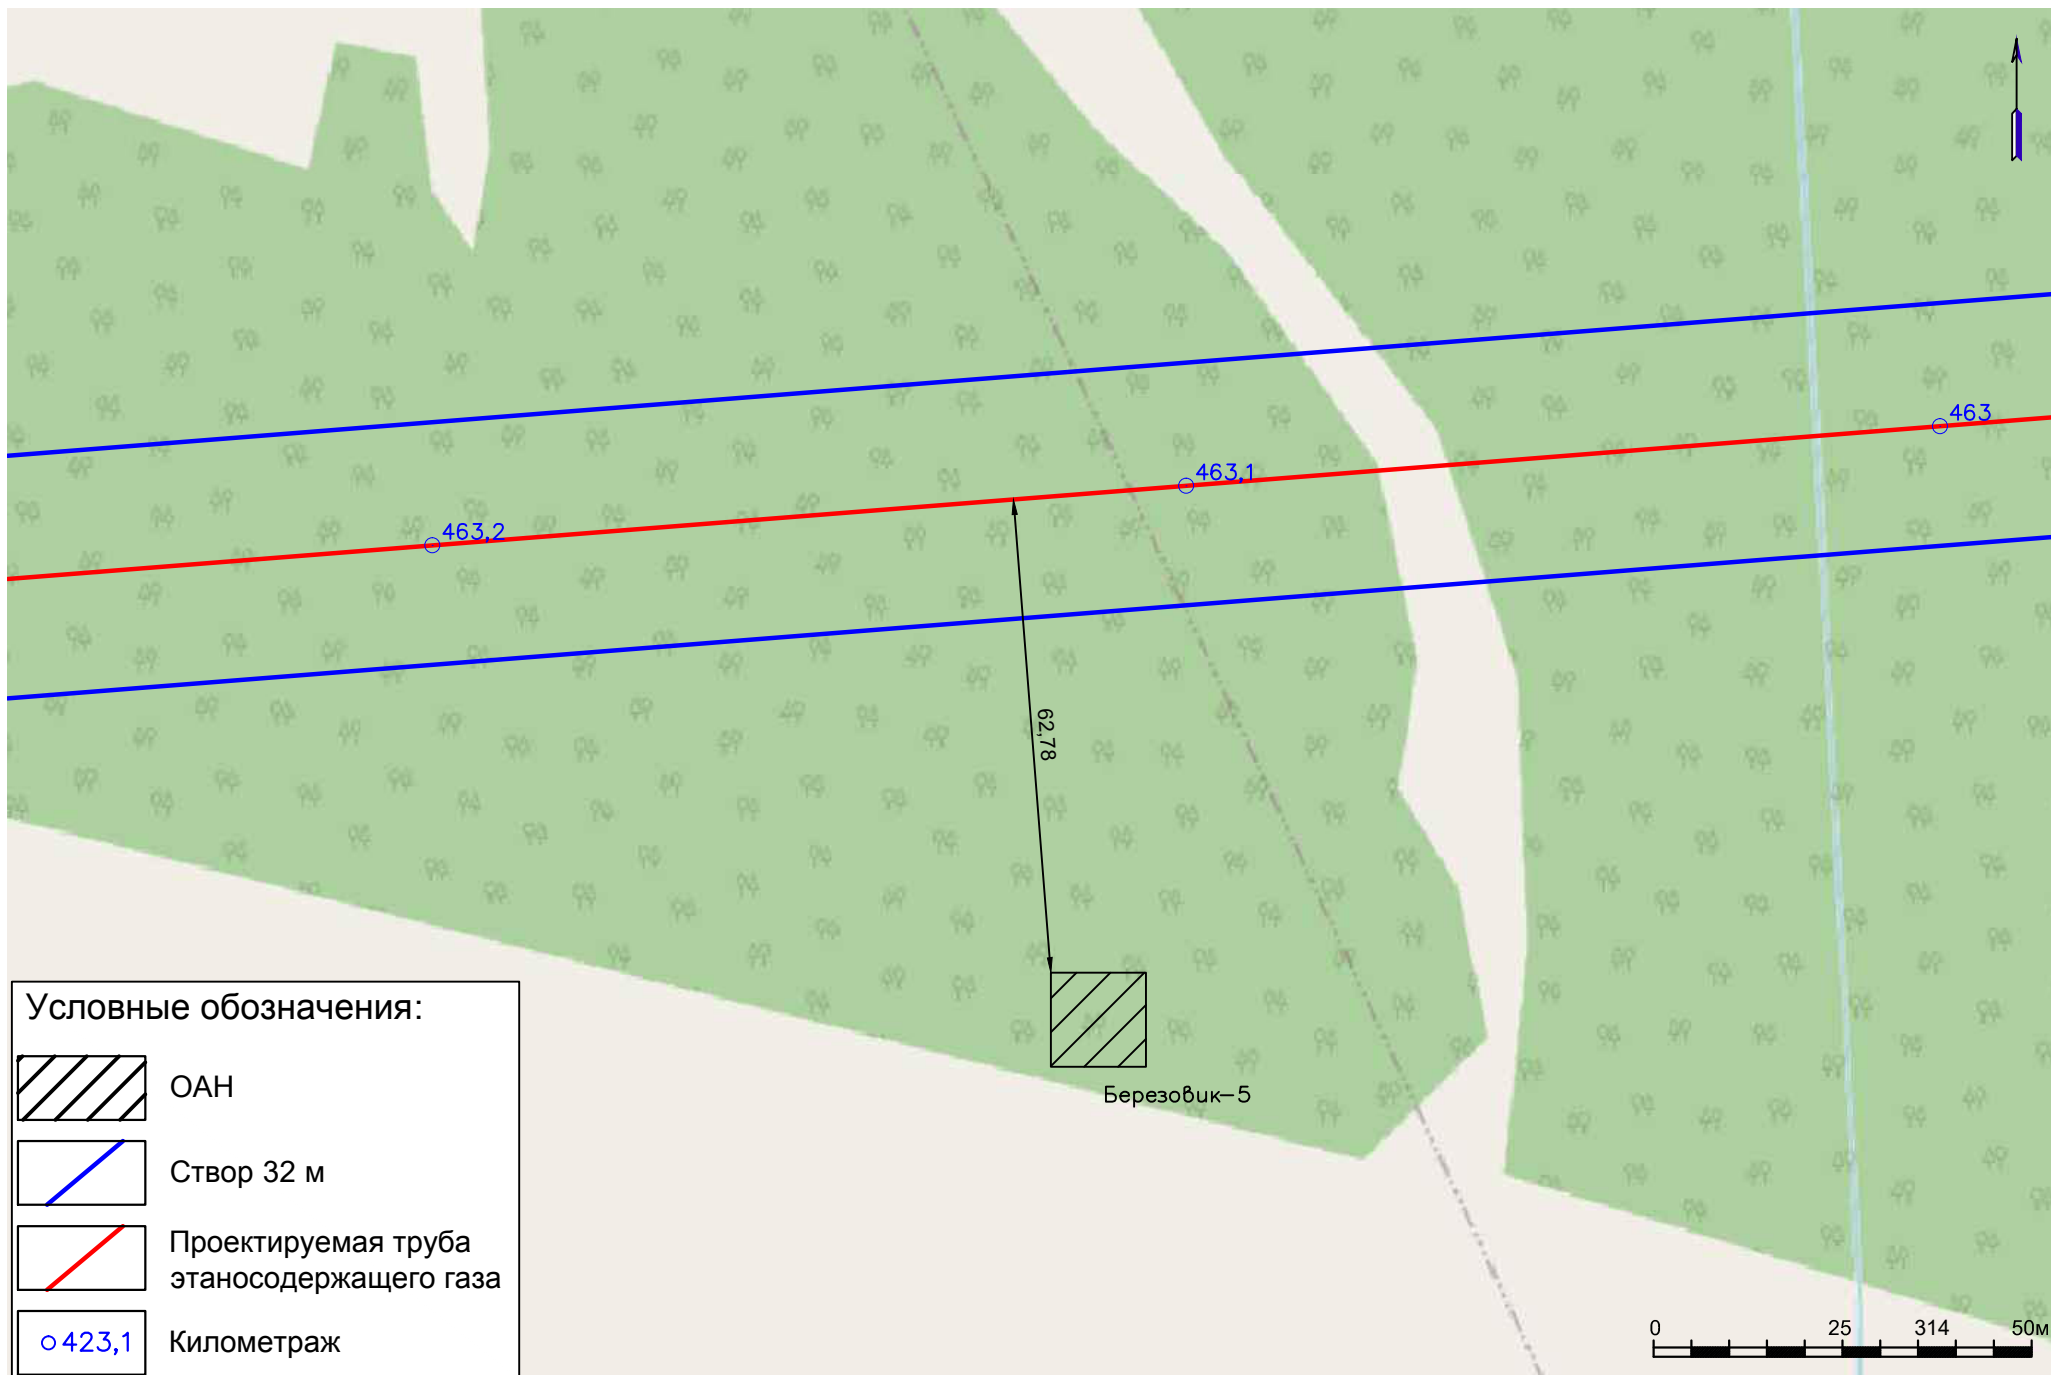 463
463,1
463,2
62,78
Березовик-5
Условные обозначения:
ОАН
Створ 32 м
Проектируемая труба
этаносодержащего газа
423,1 Километраж
0 25 314 50м